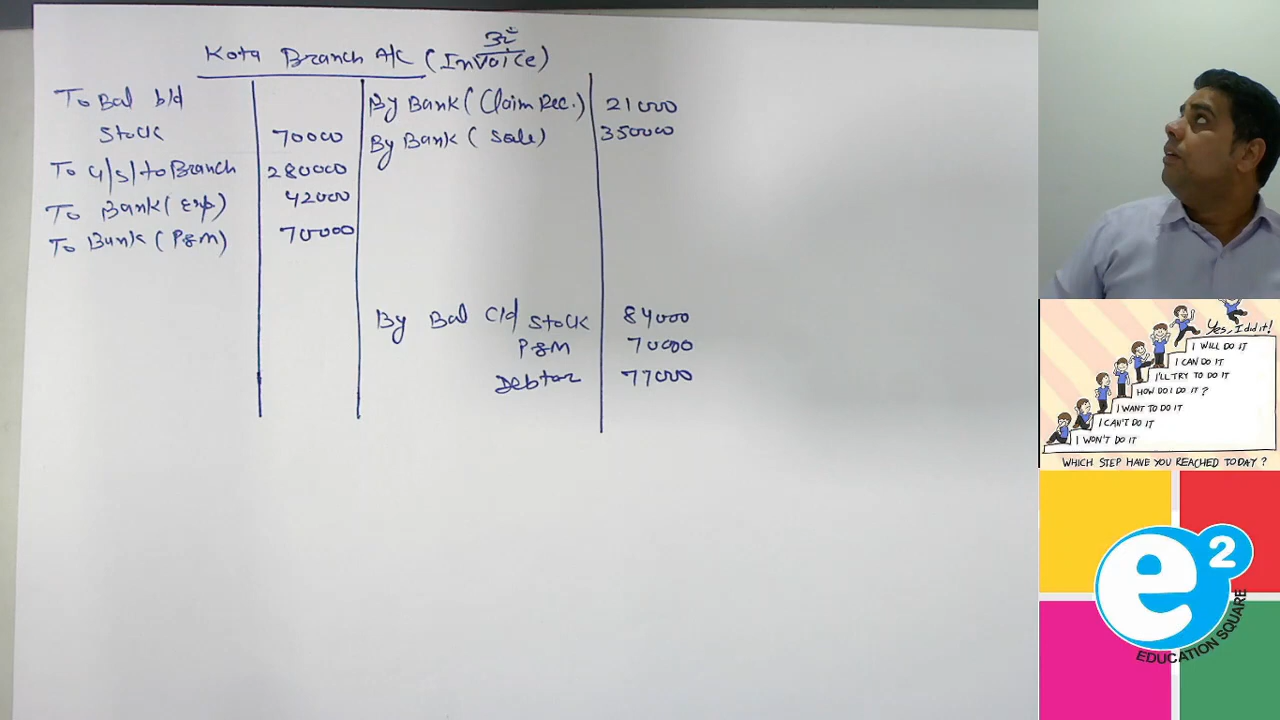 Kota Branch A/C (Invoice)
To Bal b/d
Stock 70000
To G/S/to Branch 280000
To Bank (Exp) 42000
To Bank (P&M) 70000
By Bank (Claim Rec.) 21000
By Bank (Sale) 350000
By Bal C/d Stock 84000
P&M 70000
Debtor 77000
Yes, I did it!
I WILL DO IT
I CAN DO IT
I'LL TRY TO DO IT
HOW DO I DO IT ?
I WANT TO DO IT
I CAN'T DO IT
I WON'T DO IT
WHICH STEP HAVE YOU REACHED TODAY ?
e2
EDUCATION SQUARE